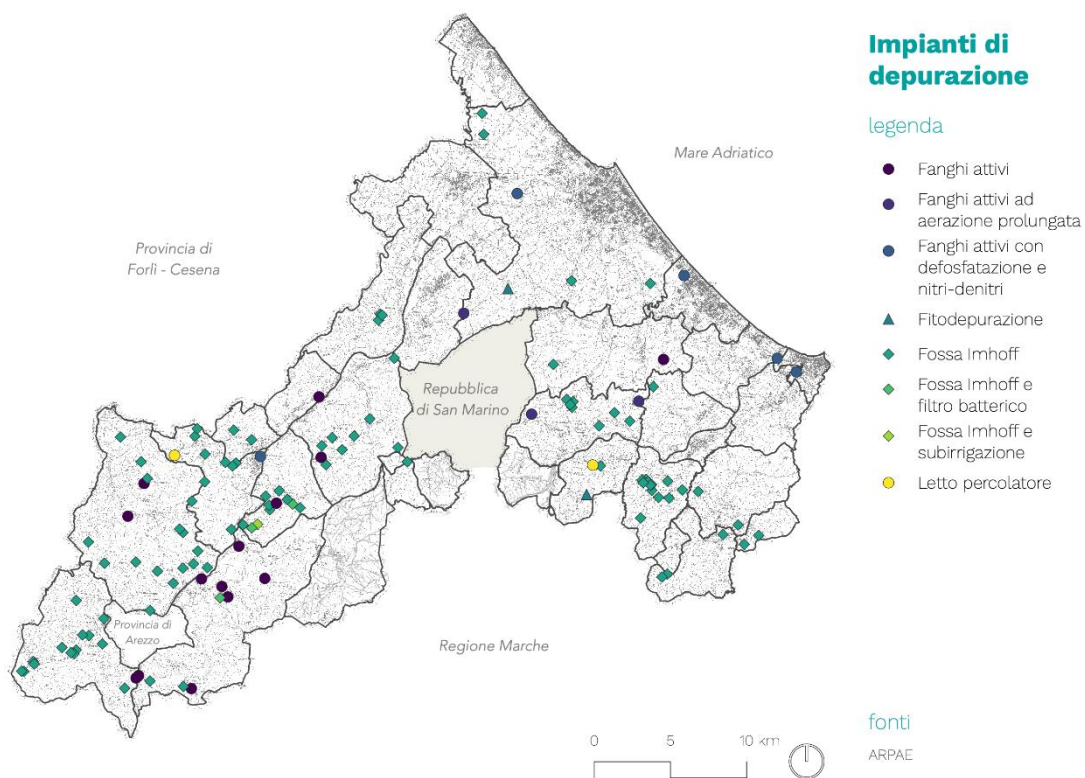 Impianti di
depurazione
legenda
Fanghi attivi
Fanghi attivi ad
aerazione prolungata
Fanghi attivi con
defosfatazione e
nitri-denitri
Fitodepurazione
Fossa Imhoff
Fossa Imhoff e
filtro batterico
Fossa Imhoff e
subirrigazione
Letto percolatore
Mare Adriatico
Provincia di
Forlì - Cesena
Repubblica
di San Marino
Provincia di
Arezzo
Regione Marche
0 5 10 km
fonti
ARPAE